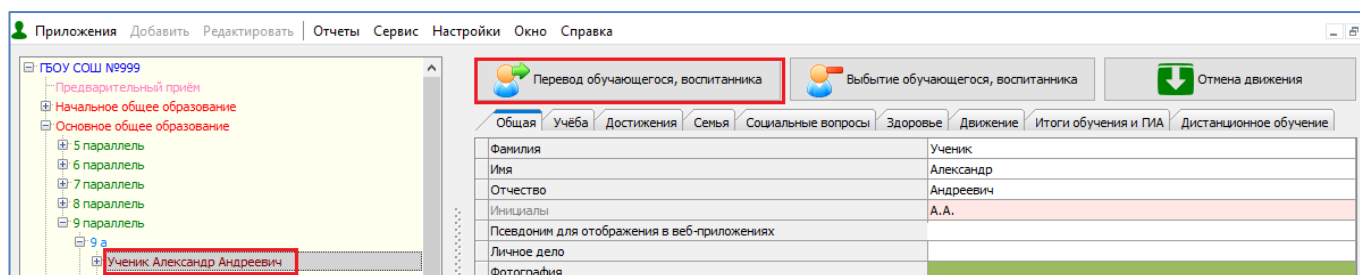 Приложения Добавить Редактировать Отчеты Сервис Настройки Окно Справка
ГБОУ СОШ №999
Предварительный приём
Начальное общее образование
Основное общее образование
5 параллель
6 параллель
7 параллель
8 параллель
9 параллель
9 а
Ученик Александр Андреевич
Перевод обучающегося, воспитанника Выбытие обучающегося, воспитанника Отмена движения
Общая Учёба Достижения Семья Социальные вопросы Здоровье Движение Итоги обучения и ГИА Дистанционное обучение
Фамилия Ученик
Имя Александр
Отчество Андреевич
Инициалы А.А.
Псевдоним для отображения в веб-приложениях
Личное дело
Фотография